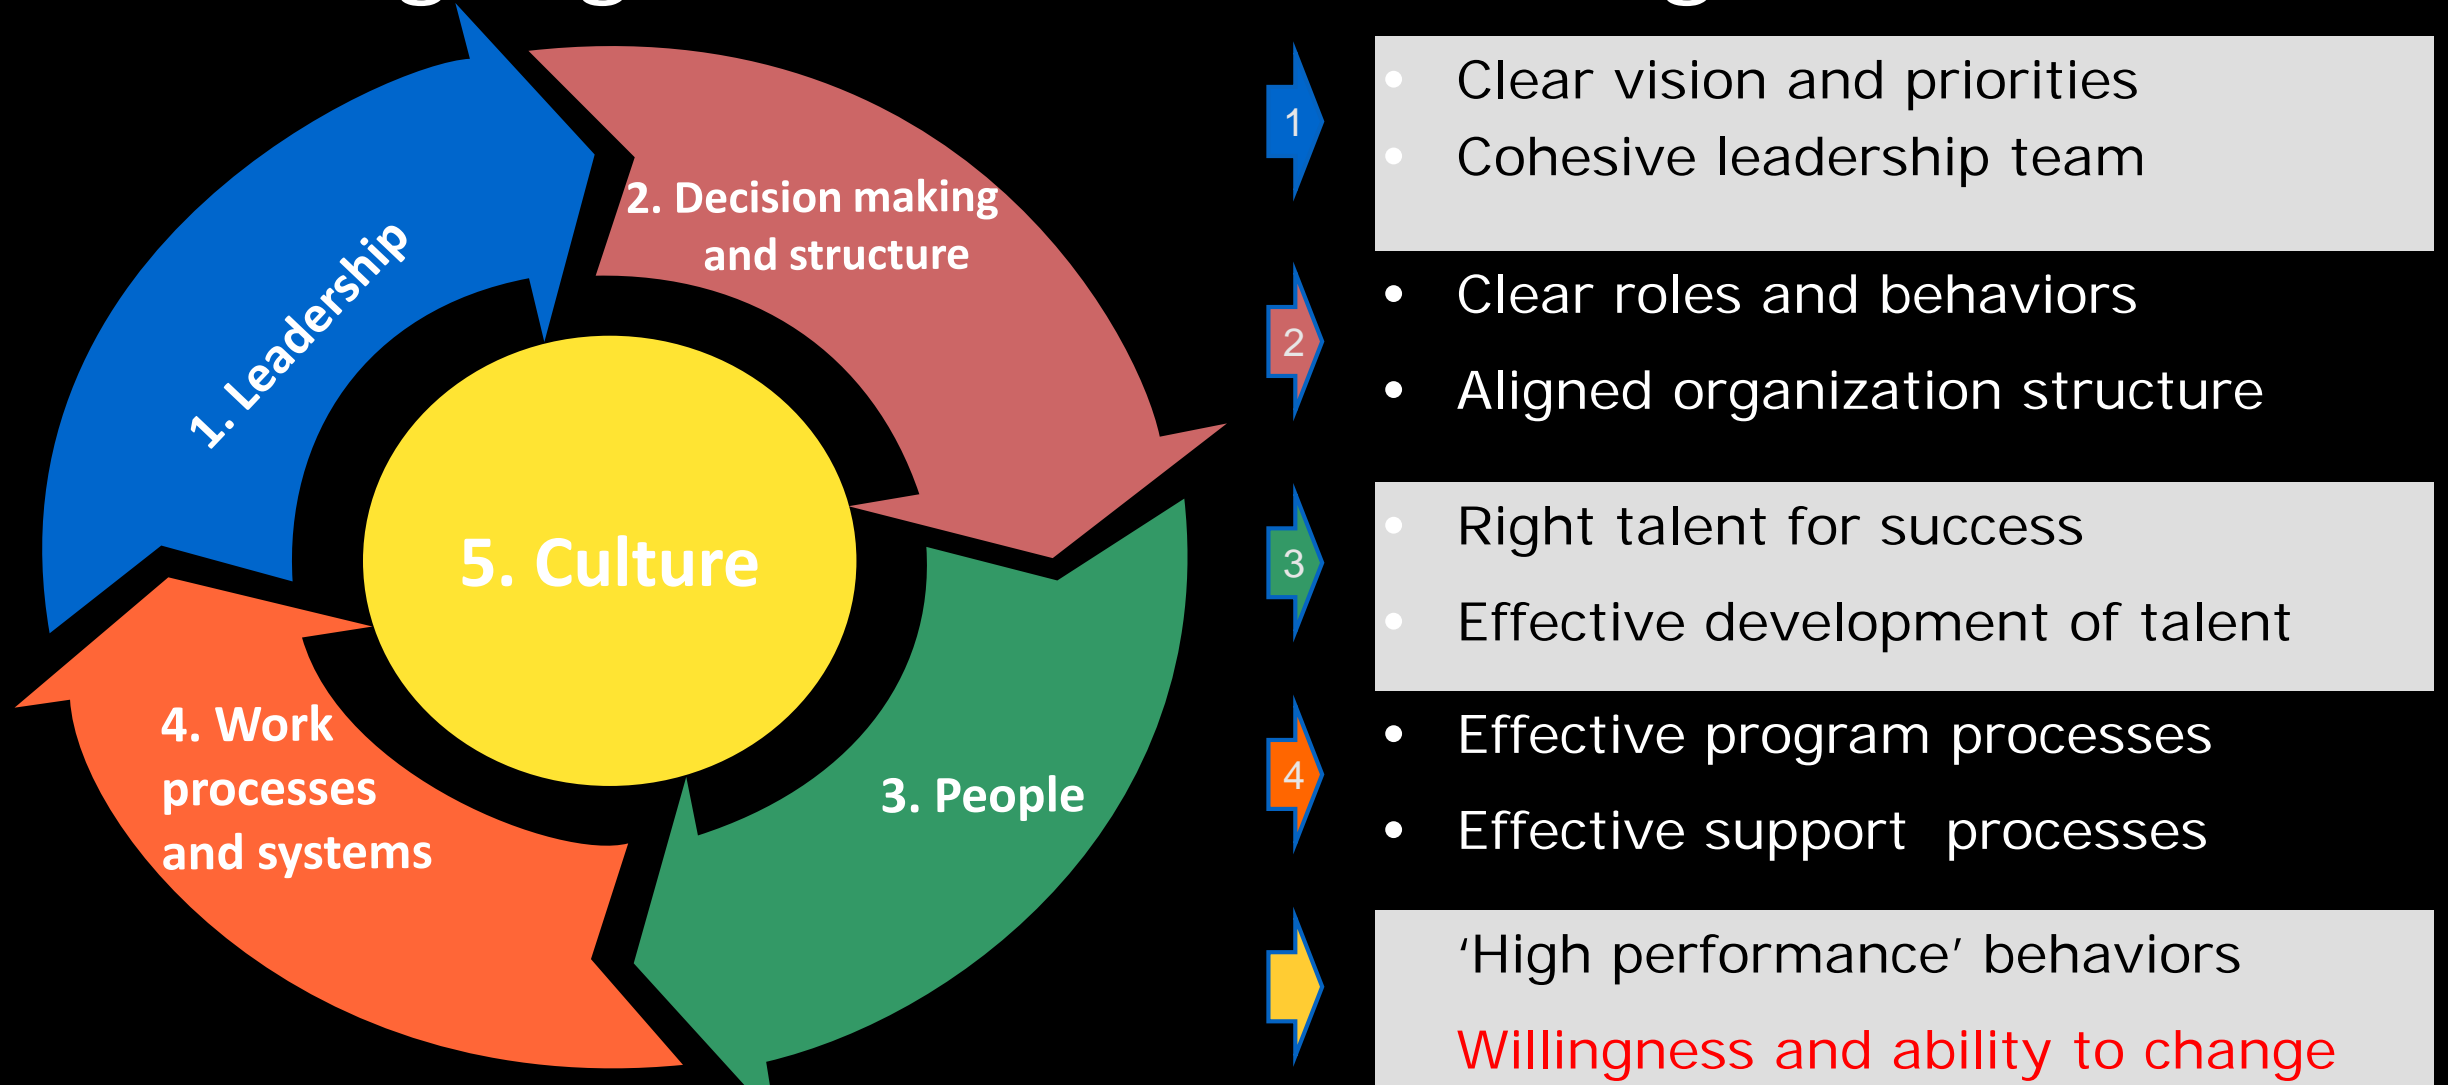 1. Leadership
2. Decision making
and structure
3. People
4. Work
processes
and systems
5. Culture
1
• Clear vision and priorities
• Cohesive leadership team
2
• Clear roles and behaviors
• Aligned organization structure
3
• Right talent for success
• Effective development of talent
4
• Effective program processes
• Effective support  processes
‘High performance’ behaviors
Willingness and ability to change